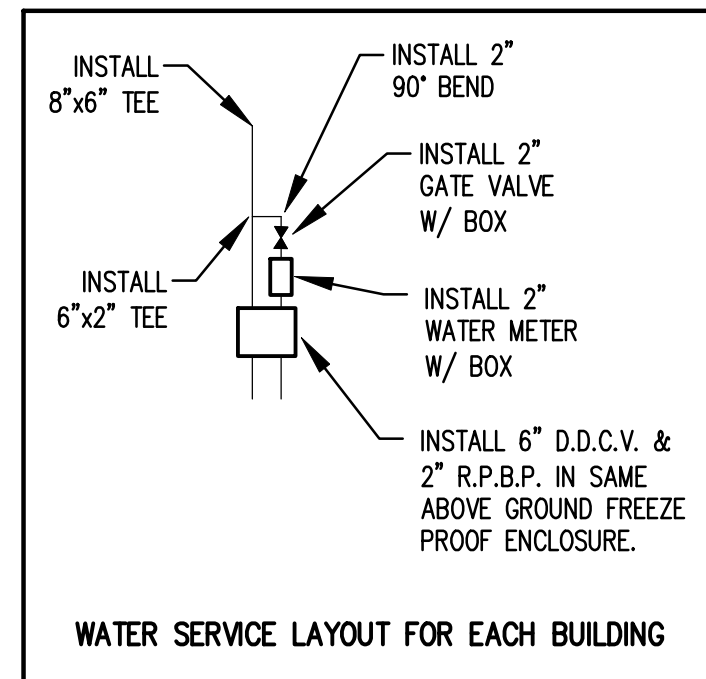 INSTALL
8"x6" TEE
INSTALL 2"
90° BEND
INSTALL 2"
GATE VALVE
W/ BOX
INSTALL
6"x2" TEE
INSTALL 2"
WATER METER
W/ BOX
INSTALL 6" D.D.C.V. &
2" R.P.B.P. IN SAME
ABOVE GROUND FREEZE
PROOF ENCLOSURE.
WATER SERVICE LAYOUT FOR EACH BUILDING